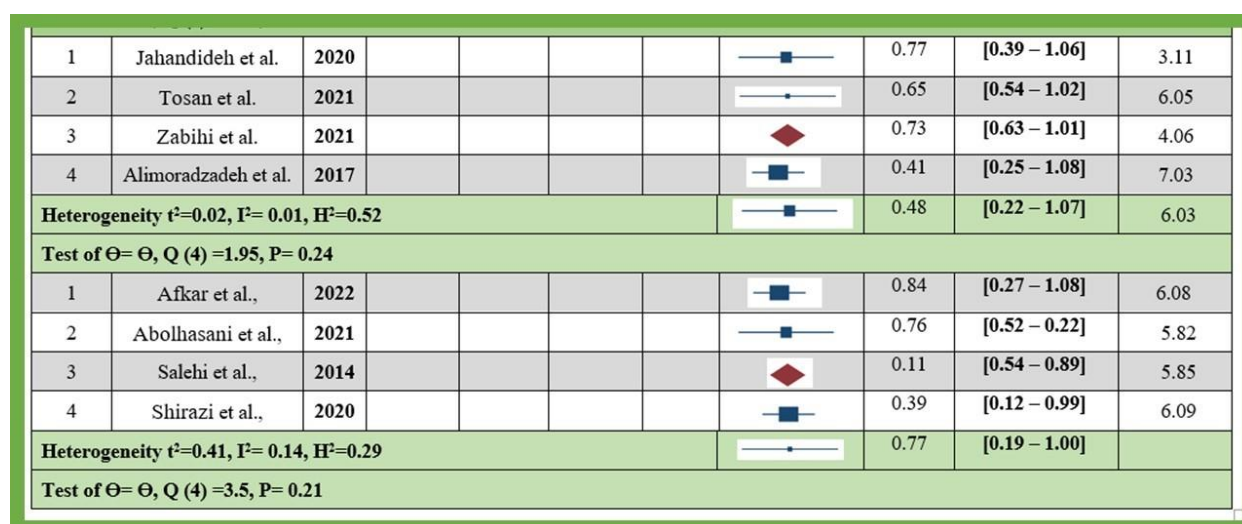 1 Jahandideh et al. 2020 0.77 [0.39 – 1.06] 3.11
2 Tosan et al. 2021 0.65 [0.54 – 1.02] 6.05
3 Zabihi et al. 2021 0.73 [0.63 – 1.01] 4.06
4 Alimoradzadeh et al. 2017 0.41 [0.25 – 1.08] 7.03
Heterogeneity t²=0.02, I²= 0.01, H²=0.52 0.48 [0.22 – 1.07] 6.03
Test of Ө= Ө, Q (4) =1.95, P= 0.24
1 Afkar et al., 2022 0.84 [0.27 – 1.08] 6.08
2 Abolhasani et al., 2021 0.76 [0.52 – 0.22] 5.82
3 Salehi et al., 2014 0.11 [0.54 – 0.89] 5.85
4 Shirazi et al., 2020 0.39 [0.12 – 0.99] 6.09
Heterogeneity t²=0.41, I²= 0.14, H²=0.29 0.77 [0.19 – 1.00]
Test of Ө= Ө, Q (4) =3.5, P= 0.21